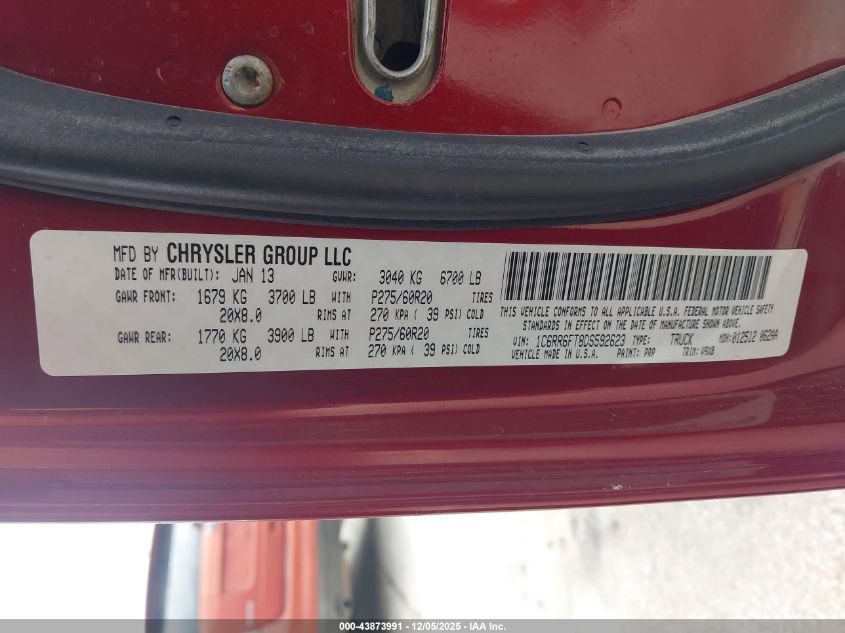 MFD BY CHRYSLER GROUP LLC
DATE OF MFR(BUILT): JAN 13 GVWR: 3040 KG 6700 LB
GAWR FRONT: 1679 KG 3700 LB WITH P275/60R20 TIRES
20X8.0 RIMS AT 270 KPA ( 39 PSI) COLD
GAWR REAR: 1770 KG 3900 LB WITH P275/60R20 TIRES
20X8.0 RIMS AT 270 KPA ( 39 PSI) COLD
THIS VEHICLE CONFORMS TO ALL APPLICABLE U.S.A. FEDERAL MOTOR VEHICLE SAFETY
STANDARDS IN EFFECT ON THE DATE OF MANUFACTURE SHOWN ABOVE.
VIN: 1C6RR6FT8DS592623 TYPE: TRUCK MDH:012512 062AA
VEHICLE MADE IN U.S.A. PAINT: PRP TRIM: V9X8
000-43873991 - 12/05/2025 - IAA Inc.